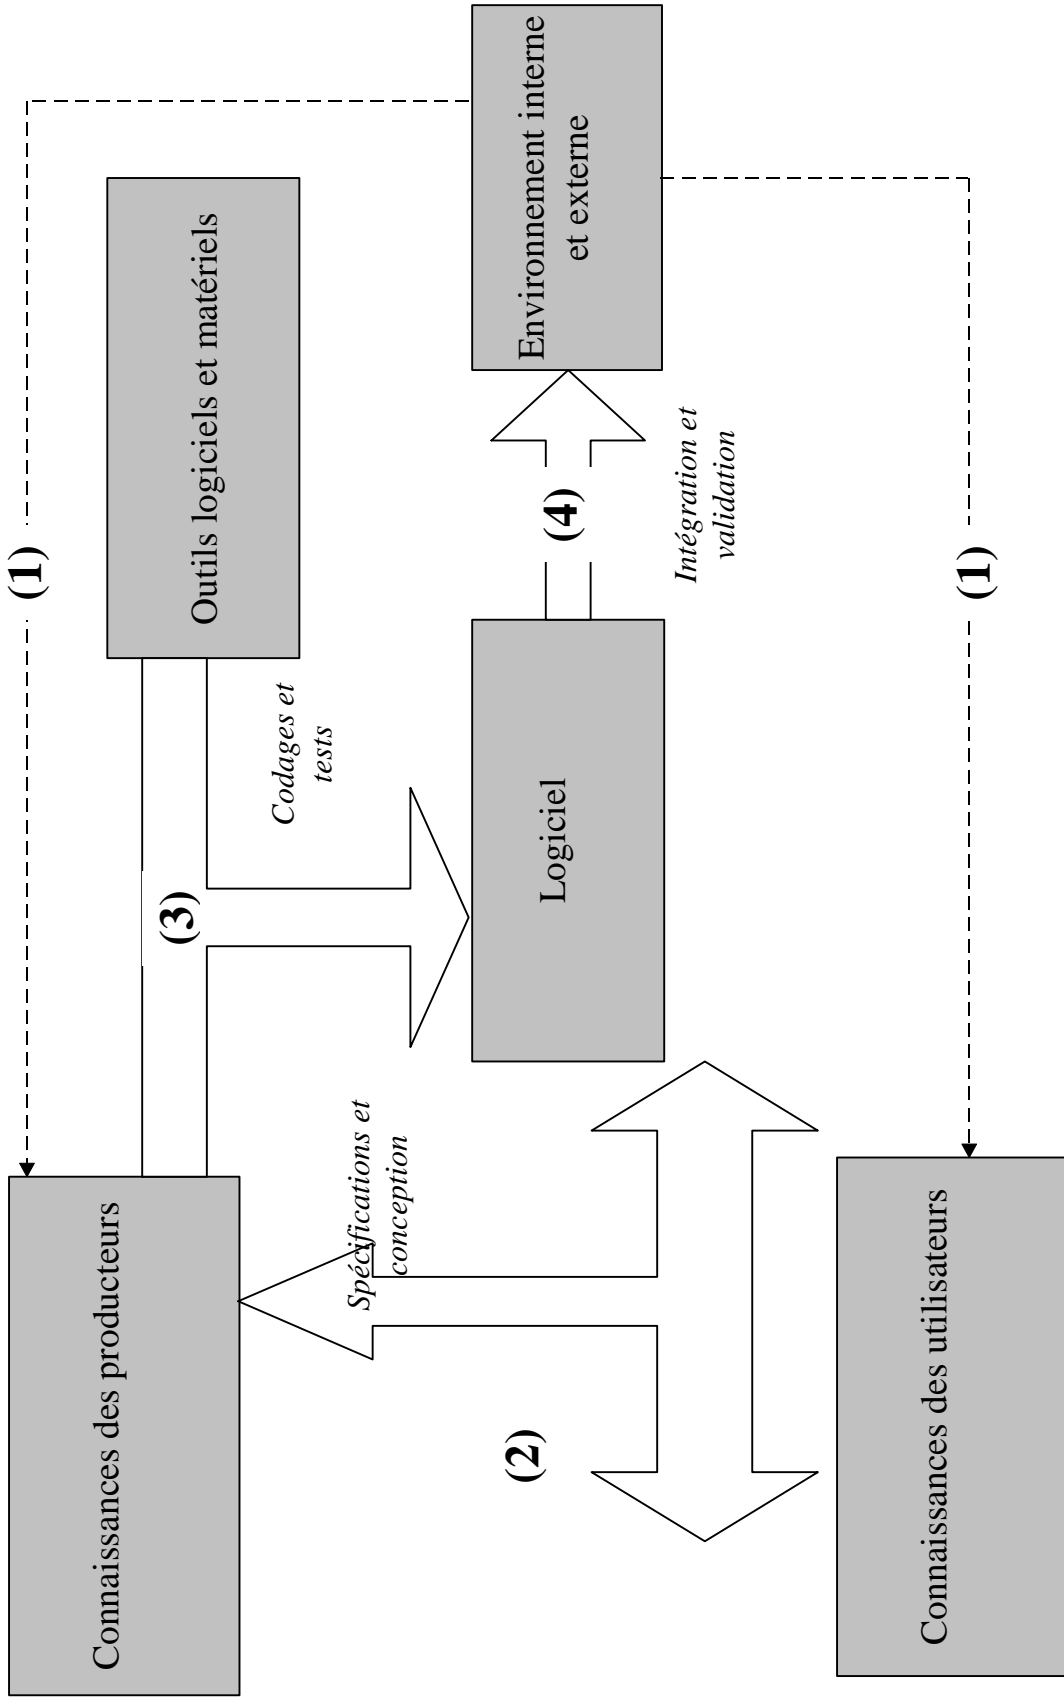 (1)
Connaissances des producteurs
(3)
Outils logiciels et matériels
Codages et
tests
Spécifications et
conception
(2)
Logiciel
(4)
Environnement interne
et externe
Intégration et
validation
Connaissances des utilisateurs
(1)